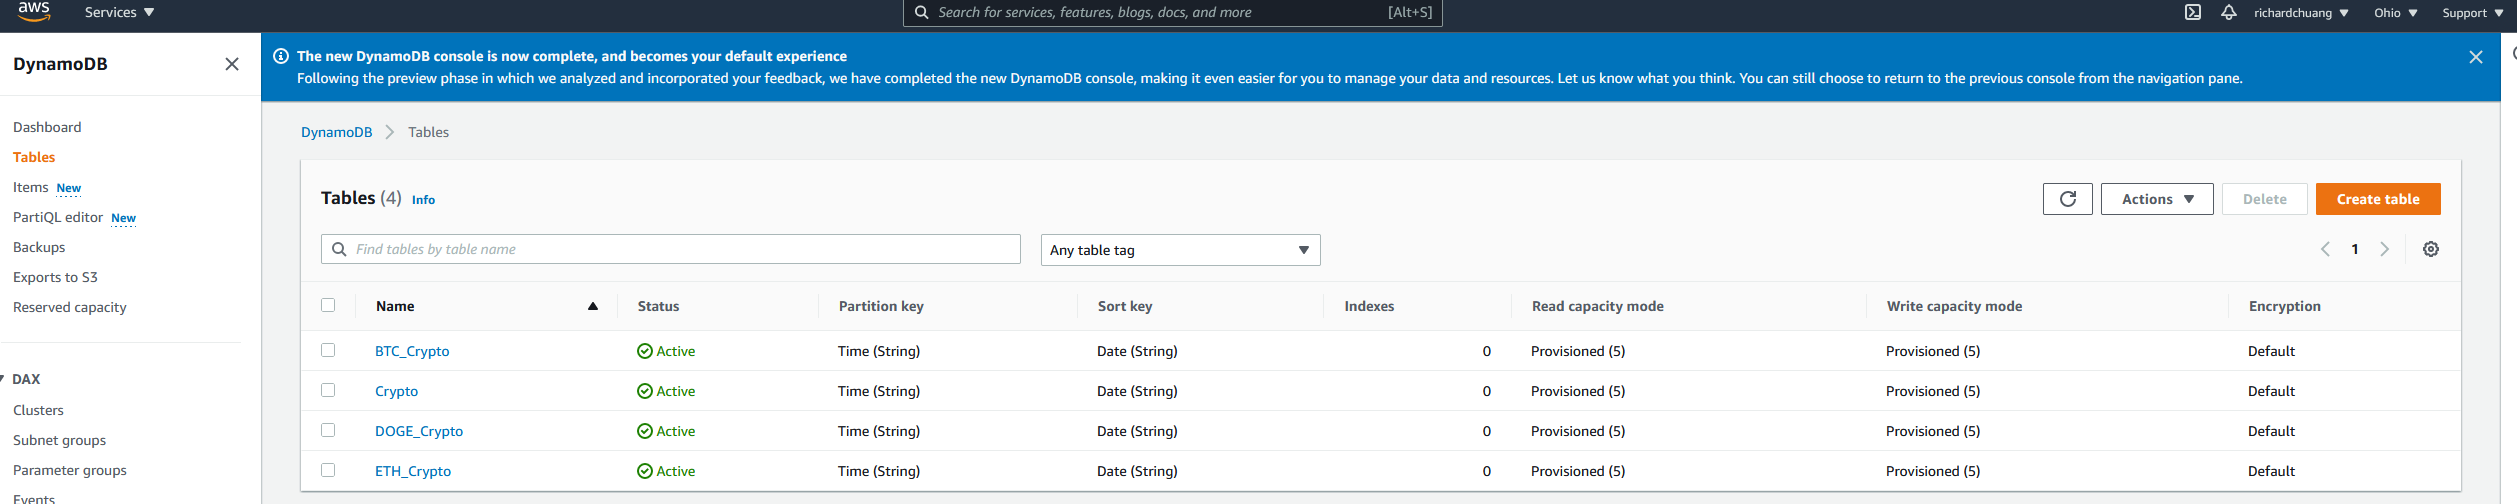 aws
Services
Search for services, features, blogs, docs, and more
[Alt+S]
richardchuang
Ohio
Support
DynamoDB
The new DynamoDB console is now complete, and becomes your default experience
Following the preview phase in which we analyzed and incorporated your feedback, we have completed the new DynamoDB console, making it even easier for you to manage your data and resources. Let us know what you think. You can still choose to return to the previous console from the navigation pane.
Dashboard
Tables
Items New
PartiQL editor New
Backups
Exports to S3
Reserved capacity
DAX
Clusters
Subnet groups
Parameter groups
Events
DynamoDB Tables
Tables (4) Info
Actions
Delete
Create table
Find tables by table name
Any table tag
1
Name Status Partition key Sort key Indexes Read capacity mode Write capacity mode Encryption
BTC_Crypto Active Time (String) Date (String) 0 Provisioned (5) Provisioned (5) Default
Crypto Active Time (String) Date (String) 0 Provisioned (5) Provisioned (5) Default
DOGE_Crypto Active Time (String) Date (String) 0 Provisioned (5) Provisioned (5) Default
ETH_Crypto Active Time (String) Date (String) 0 Provisioned (5) Provisioned (5) Default